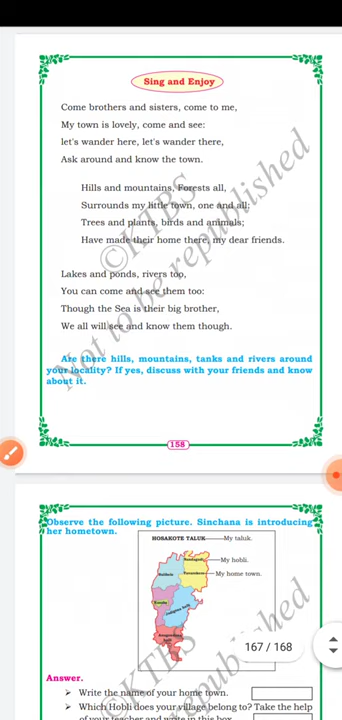 Sing and Enjoy
Come brothers and sisters, come to me,
My town is lovely, come and see:
let's wander here, let's wander there,
Ask around and know the town.
Hills and mountains, Forests all,
Surrounds my little town, one and all;
Trees and plants, birds and animals;
Have made their home there, my dear friends.
Lakes and ponds, rivers too,
You can come and see them too:
Though the Sea is their big brother,
We all will see and know them though.
Are there hills, mountains, tanks and rivers around
your locality? If yes, discuss with your friends and know
about it.
©KTBS
Not to be republished
158
Observe the following picture. Sinchana is introducing
her hometown.
HOSAKOTE TALUK My taluk.
My hobli.
My home town.
167 / 168
©KTBS
republished
Answer.
➢ Write the name of your home town.
➢ Which Hobli does your village belong to? Take the help
of your teacher and write in this box.